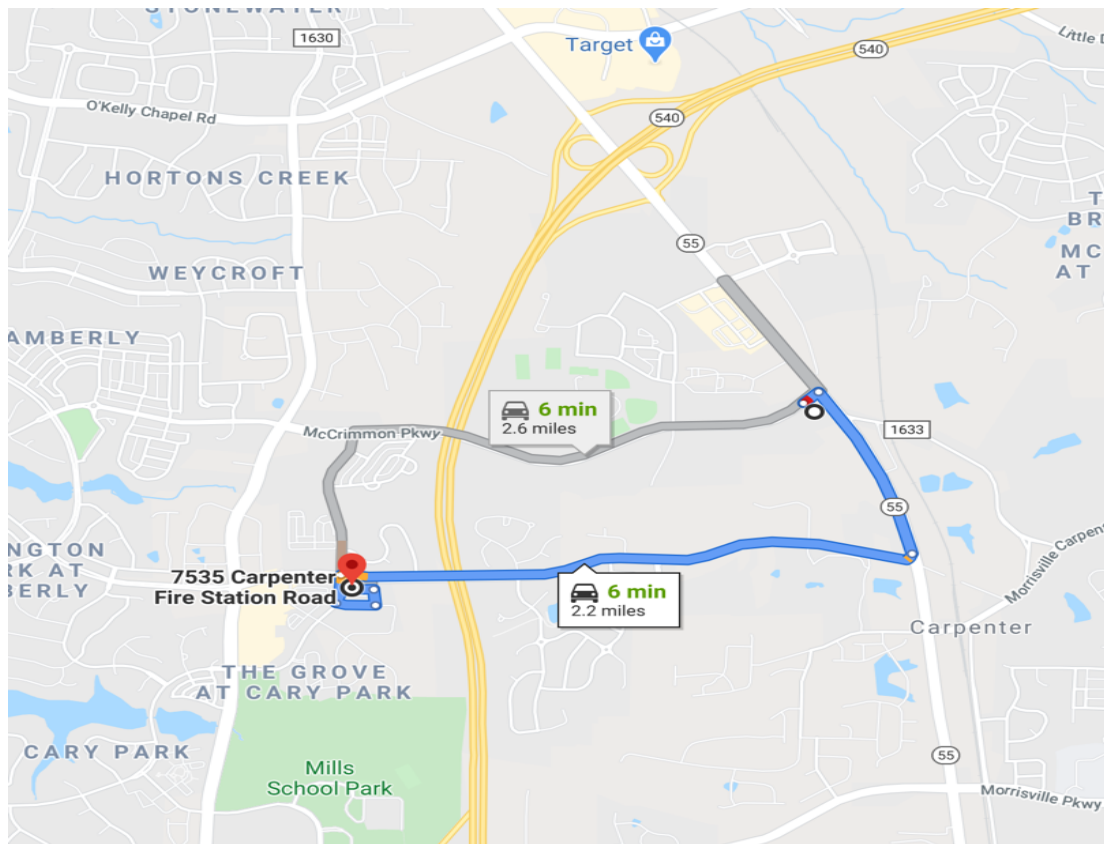 STONEWATER
1630
Target
540
Little D
O'Kelly Chapel Rd
540
HORTONS CREEK
T
BR
MC
AT
55
WEYCROFT
AMBERLY
6 min
2.6 miles
McCrimmon Pkwy
1633
55
NGTON
RK AT
BERLY
7535 Carpenter
Fire Station Road
6 min
2.2 miles
Morrisville Carpen
Carpenter
THE GROVE
AT CARY PARK
CARY PARK
Mills
School Park
55
Morrisville Pkwy